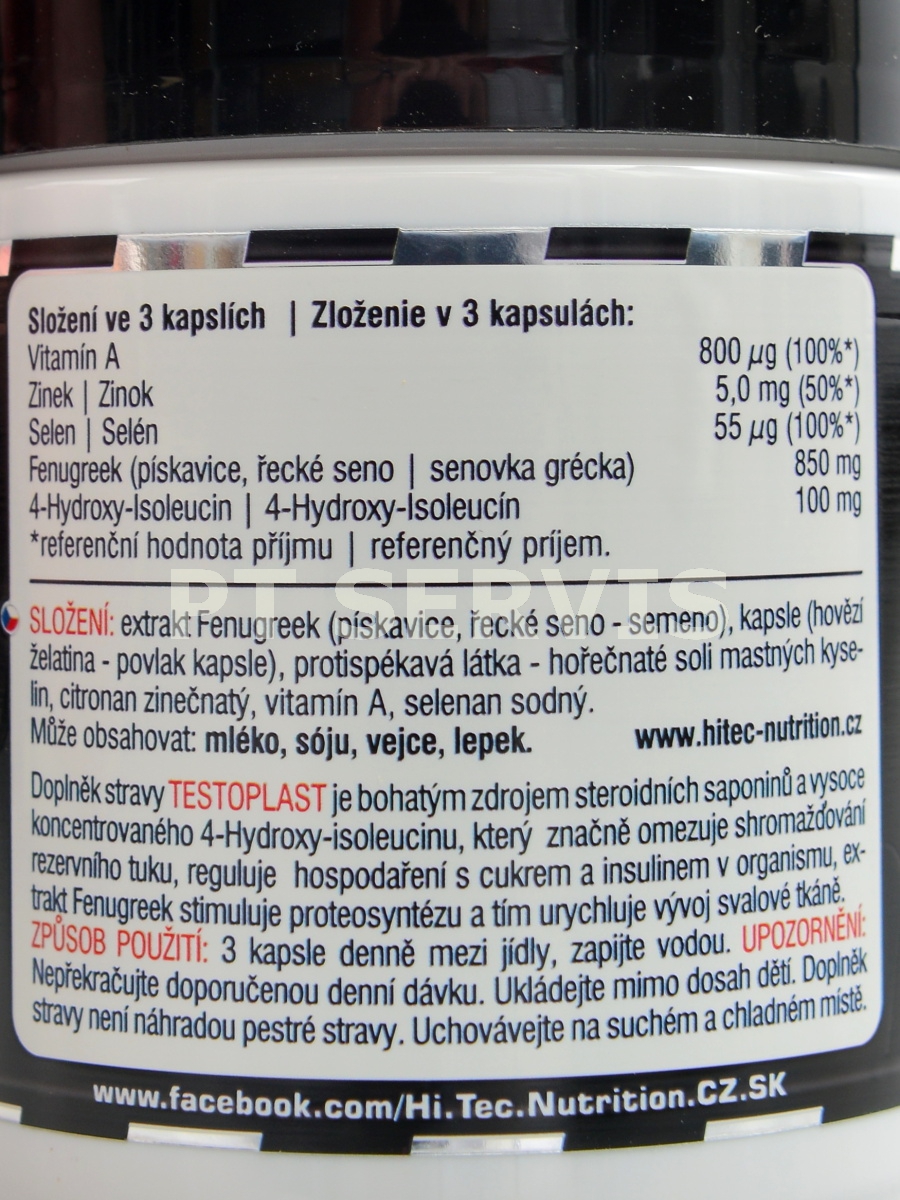 Složení ve 3 kapslích | Zloženie v 3 kapsulách:
Vitamín A 800 µg (100%*)
Zinek | Zinok 5,0 mg (50%*)
Selen | Selén 55 µg (100%*)
Fenugreek (pískavice, řecké seno | senovka grécka) 850 mg
4-Hydroxy-Isoleucin | 4-Hydroxy-Isoleucín 100 mg
*referenční hodnota příjmu | referenčný príjem.
PT SERVIS
SLOŽENÍ: extrakt Fenugreek (pískavice, řecké seno - semeno), kapsle (hovězí
želatina - povlak kapsle), protispékavá látka - hořečnaté soli mastných kyse-
lin, citronan zinečnatý, vitamín A, selenan sodný.
Může obsahovat: mléko, sóju, vejce, lepek. www.hitec-nutrition.cz
Doplněk stravy TESTOPLAST je bohatým zdrojem steroidních saponinů a vysoce
koncentrovaného 4-Hydroxy-isoleucinu, který značně omezuje shromažďování
rezervního tuku, reguluje hospodaření s cukrem a insulinem v organismu, ex-
trakt Fenugreek stimuluje proteosyntézu a tím urychluje vývoj svalové tkáně.
ZPŮSOB POUŽITÍ: 3 kapsle denně mezi jídly, zapijte vodou. UPOZORNĚNÍ:
Nepřekračujte doporučenou denní dávku. Ukládejte mimo dosah dětí. Doplněk
stravy není náhradou pestré stravy. Uchovávejte na suchém a chladném místě.
www.facebook.com/Hi.Tec.Nutrition.CZ.SK